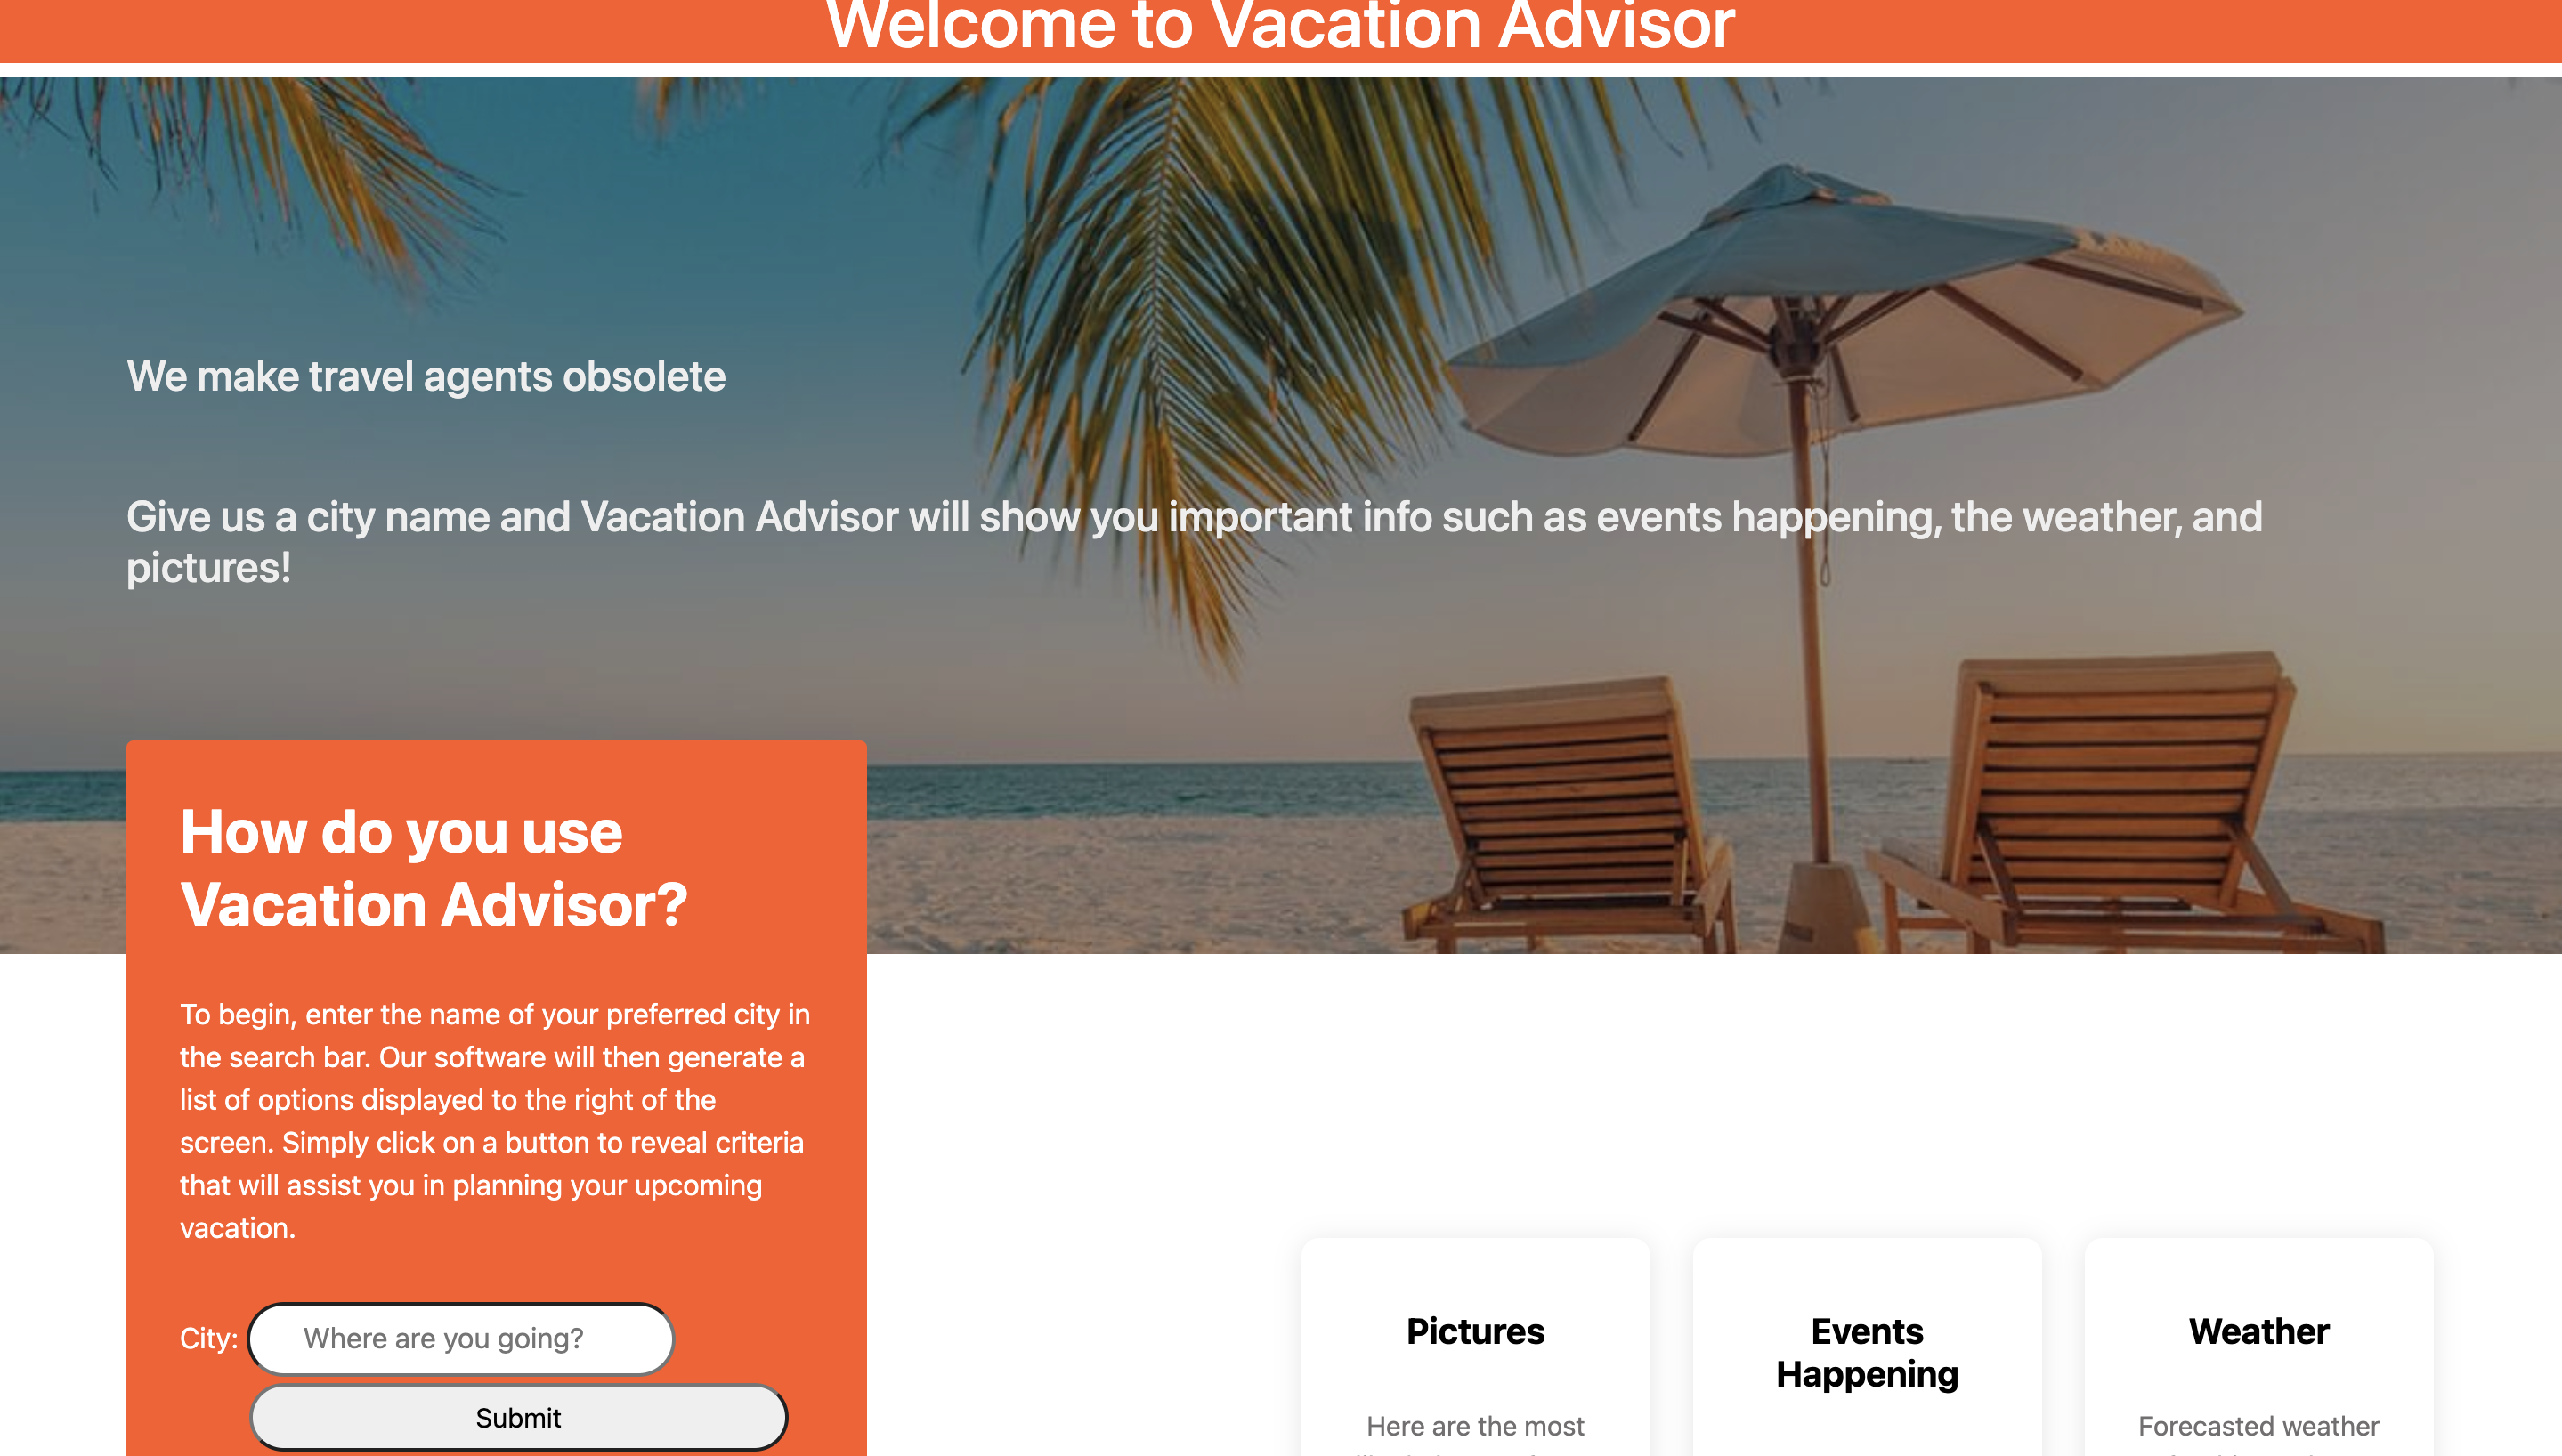 Welcome to Vacation Advisor
We make travel agents obsolete
Give us a city name and Vacation Advisor will show you important info such as events happening, the weather, and
pictures!
How do you use
Vacation Advisor?
To begin, enter the name of your preferred city in
the search bar. Our software will then generate a
list of options displayed to the right of the
screen. Simply click on a button to reveal criteria
that will assist you in planning your upcoming
vacation.
City: Where are you going?
Submit
Pictures
Here are the most
Events
Happening
Weather
Forecasted weather